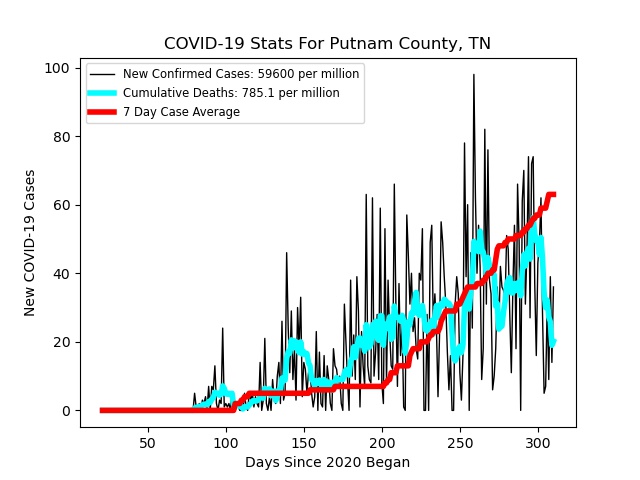 COVID-19 Stats For Putnam County, TN
New Confirmed Cases: 59600 per million
Cumulative Deaths: 785.1 per million
7 Day Case Average
New COVID-19 Cases
100
80
60
40
20
0
50 100 150 200 250 300
Days Since 2020 Began